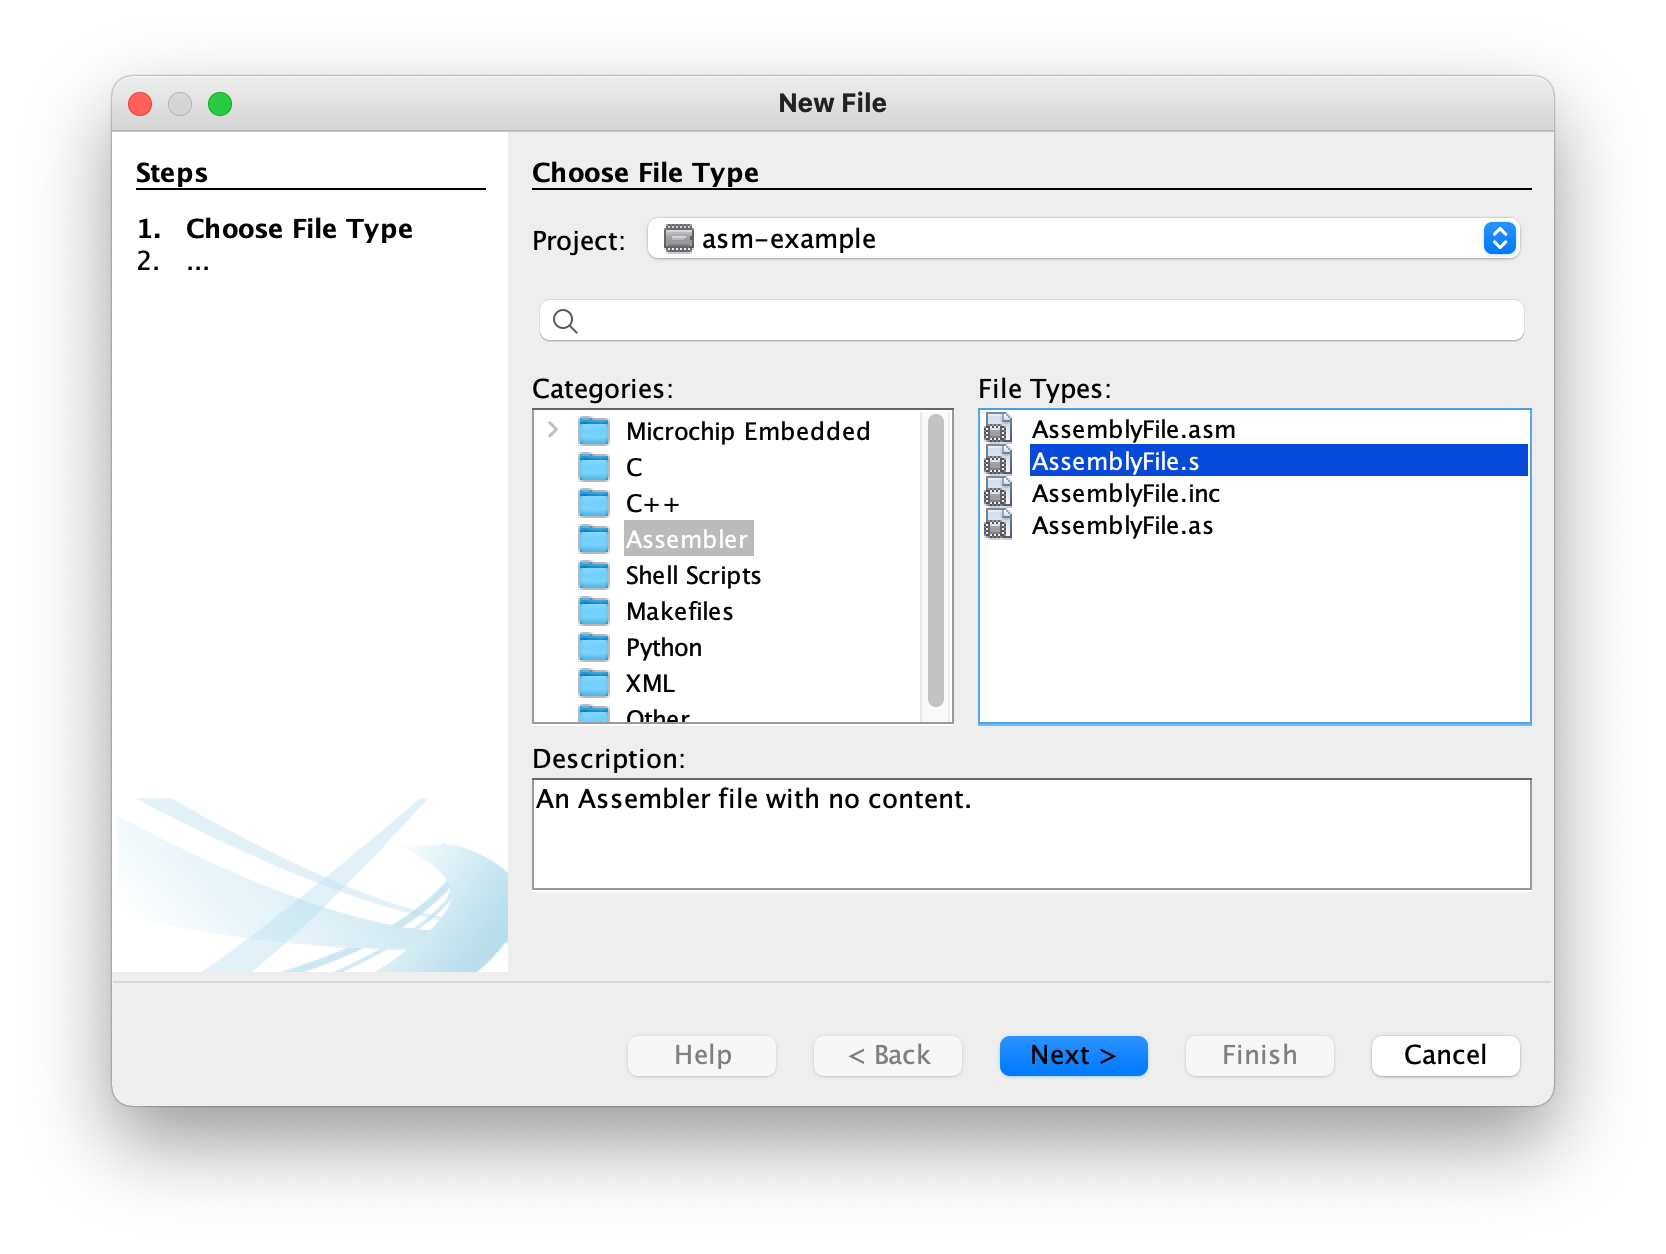 New File
Steps
1. Choose File Type
2. ...
Choose File Type
Project: asm-example
Categories:
Microchip Embedded
C
C++
Assembler
Shell Scripts
Makefiles
Python
XML
Other
File Types:
AssemblyFile.asm
AssemblyFile.s
AssemblyFile.inc
AssemblyFile.as
Description:
An Assembler file with no content.
Help
< Back
Next >
Finish
Cancel